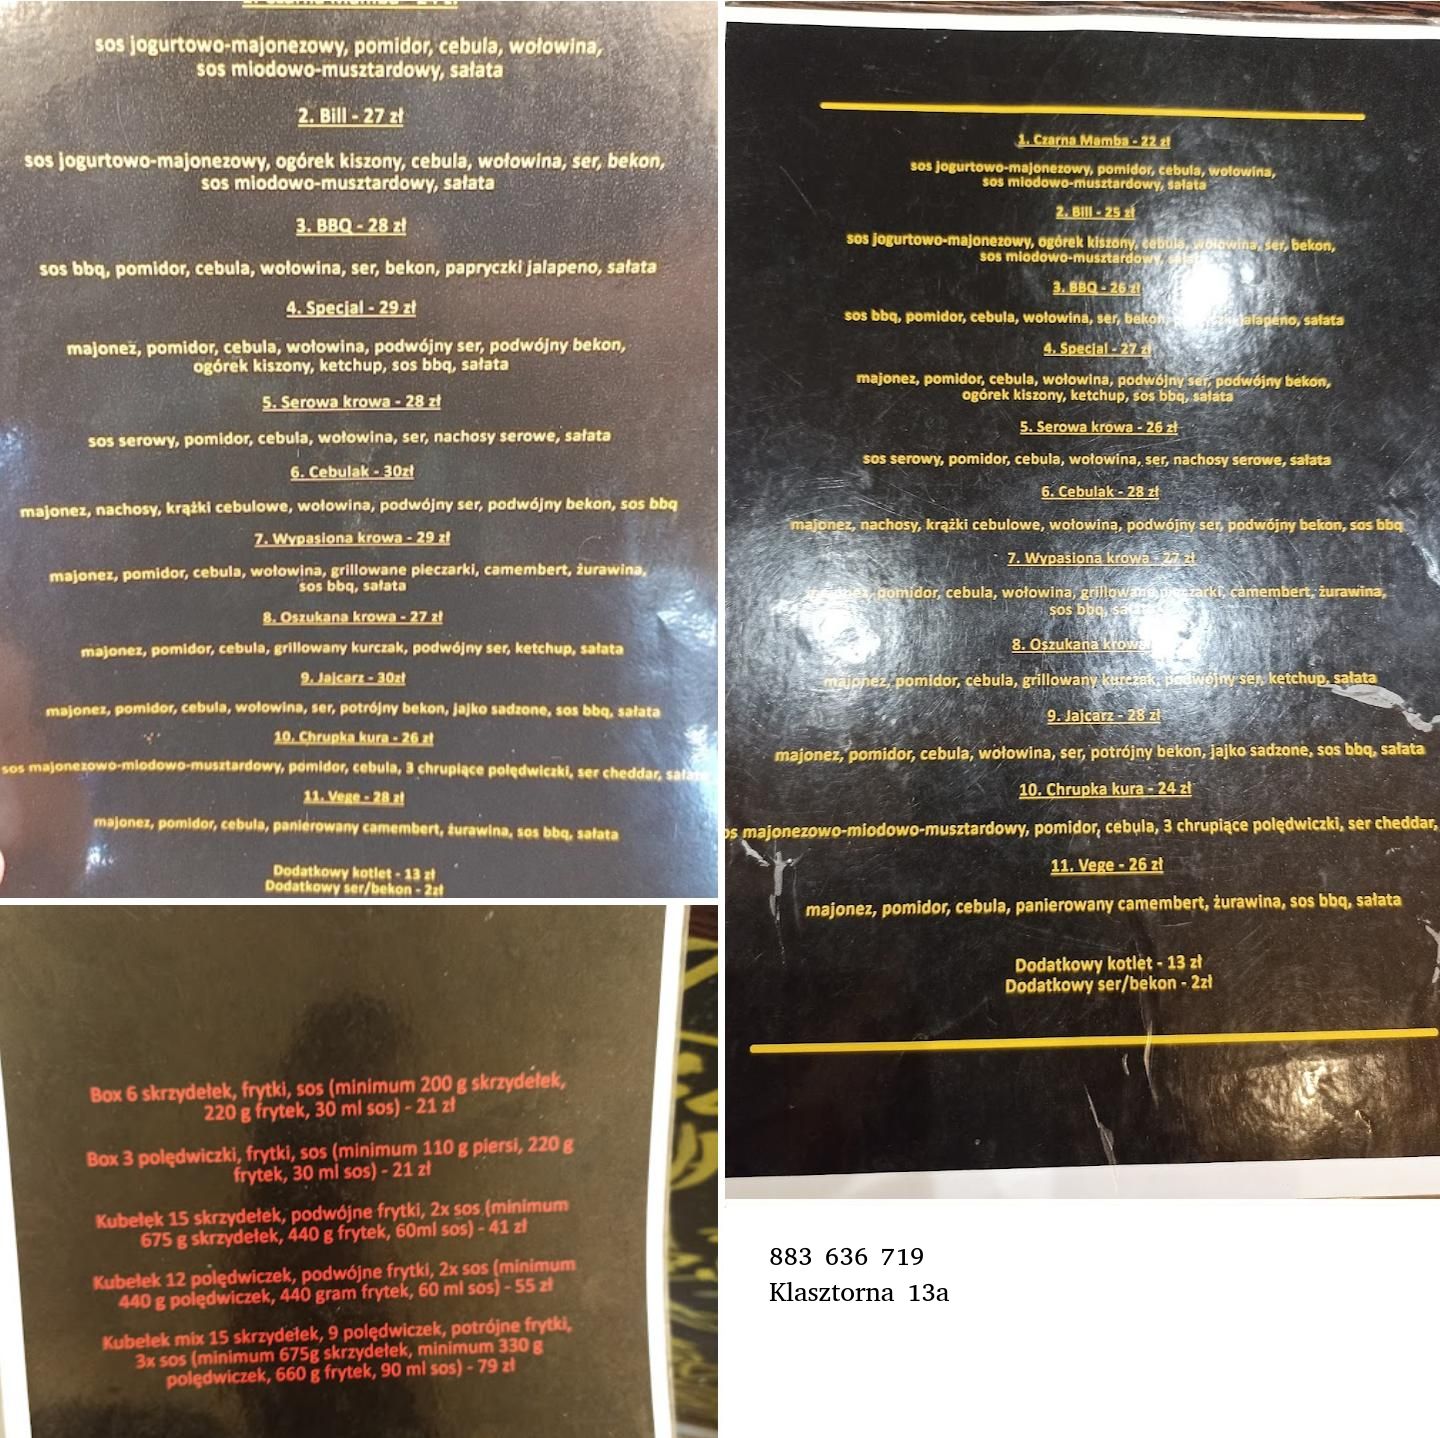 sos jogurtowo-majonezowy, pomidor, cebula, wołowina,
sos miodowo-musztardowy, sałata
2. Bill - 27 zł
sos jogurtowo-majonezowy, ogórek kiszony, cebula, wołowina, ser, bekon,
sos miodowo-musztardowy, sałata
3. BBQ - 28 zł
sos bbq, pomidor, cebula, wołowina, ser, bekon, papryczki jalapeno, sałata
4. Specjal - 29 zł
majonez, pomidor, cebula, wołowina, podwójny ser, podwójny bekon,
ogórek kiszony, ketchup, sos bbq, sałata
5. Serowa krowa - 28 zł
sos serowy, pomidor, cebula, wołowina, ser, nachosy serowe, sałata
6. Cebulak - 30zł
majonez, nachosy, krążki cebulowe, wołowina, podwójny ser, podwójny bekon, sos bbq
7. Wypasiona krowa - 29 zł
majonez, pomidor, cebula, wołowina, grillowane pieczarki, camembert, żurawina,
sos bbq, sałata
8. Oszukana krowa - 27 zł
majonez, pomidor, cebula, grillowany kurczak, podwójny ser, ketchup, sałata
9. Jajcarz - 30zł
majonez, pomidor, cebula, wołowina, ser, potrójny bekon, jajko sadzone, sos bbq, sałata
10. Chrupka kura - 26 zł
sos majonezowo-miodowo-musztardowy, pomidor, cebula, 3 chrupiące polędwiczki, ser cheddar, sałata
11. Vege - 28 zł
majonez, pomidor, cebula, panierowany camembert, żurawina, sos bbq, sałata
Dodatkowy kotlet - 13 zł
Dodatkowy ser/bekon - 2zł
Box 6 skrzydełek, frytki, sos (minimum 200 g skrzydełek,
220 g frytek, 30 ml sos) - 21 zł
Box 3 polędwiczki, frytki, sos (minimum 110 g piersi, 220 g
frytek, 30 ml sos) - 21 zł
Kubełek 15 skrzydełek, podwójne frytki, 2x sos (minimum
675 g skrzydełek, 440 g frytek, 60ml sos) - 41 zł
Kubełek 12 polędwiczek, podwójne frytki, 2x sos (minimum
440 g polędwiczek, 440 gram frytek, 60 ml sos) - 55 zł
Kubełek mix 15 skrzydełek, 9 polędwiczek, potrójne frytki,
3x sos (minimum 675g skrzydełek, minimum 330 g
polędwiczek, 660 g frytek, 90 ml sos) - 79 zł
1. Czarna Mamba - 22 zł
sos jogurtowo-majonezowy, pomidor, cebula, wołowina,
sos miodowo-musztardowy, sałata
2. Bill - 25 zł
sos jogurtowo-majonezowy, ogórek kiszony, cebula, wołowina, ser, bekon,
sos miodowo-musztardowy,
3. BBQ - 26 zł
sos bbq, pomidor, cebula, wołowina, ser, bekon, jalapeno, sałata
4. Specjal - 27 zł
majonez, pomidor, cebula, wołowina, podwójny ser, podwójny bekon,
ogórek kiszony, ketchup, sos bbq, sałata
5. Serowa krowa - 26 zł
sos serowy, pomidor, cebula, wołowina, ser, nachosy serowe, sałata
6. Cebulak - 28 zł
majonez, nachosy, krążki cebulowe, wołowina, podwójny ser, podwójny bekon, sos bbq
7. Wypasiona krowa - 27 zł
majonez, pomidor, cebula, wołowina, grillowane pieczarki, camembert, żurawina,
sos bbq,
8. Oszukana krowa
majonez, pomidor, cebula, grillowany kurczak, podwójny ser, ketchup, sałata
9. Jajcarz - 28 zł
majonez, pomidor, cebula, wołowina, ser, potrójny bekon, jajko sadzone, sos bbq, sałata
10. Chrupka kura - 24 zł
os majonezowo-miodowo-musztardowy, pomidor, cebula, 3 chrupiące polędwiczki, ser cheddar,
11. Vege - 26 zł
majonez, pomidor, cebula, panierowany camembert, żurawina, sos bbq, sałata
Dodatkowy kotlet - 13 zł
Dodatkowy ser/bekon - 2zł
883 636 719
Klasztorna 13a